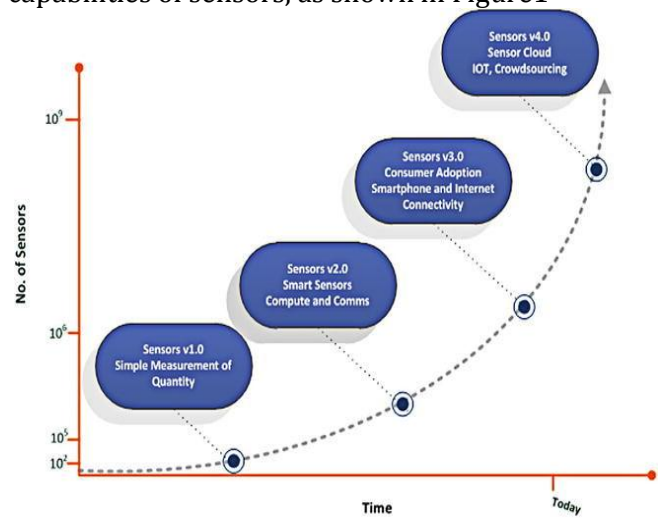 capabilities of sensors, as shown in Figure1
Sensors v4.0
Sensor Cloud
IOT, Crowdsourcing
10⁹
Sensors v3.0
Consumer Adoption
Smartphone and Internet
Connectivity
No. of Sensors
Sensors v2.0
Smart Sensors
Compute and Comms
10⁶
Sensors v1.0
Simple Measurement of
Quantity
10⁵
10²
Time
Today